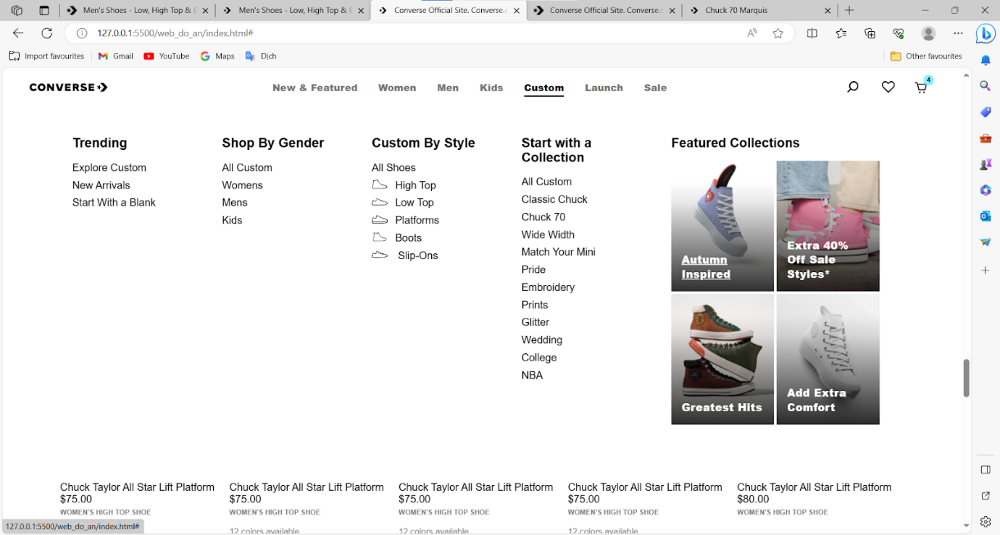 Men's Shoes - Low, High Top &
Men's Shoes - Low, High Top &
Converse Official Site. Converse.c
Converse Official Site. Converse.c
Chuck 70 Marquis
127.0.0.1:5500/web_do_an/index.html#
Import favourites
Gmail
YouTube
Maps
Dịch
Other favourites
CONVERSE
New & Featured
Women
Men
Kids
Custom
Launch
Sale
4
Trending
Explore Custom
New Arrivals
Start With a Blank
Shop By Gender
All Custom
Womens
Mens
Kids
Custom By Style
All Shoes
High Top
Low Top
Platforms
Boots
Slip-Ons
Start with a
Collection
All Custom
Classic Chuck
Chuck 70
Wide Width
Match Your Mini
Pride
Embroidery
Prints
Glitter
Wedding
College
NBA
Featured Collections
Autumn
Inspired
Extra 40%
Off Sale
Styles*
Greatest Hits
Add Extra
Comfort
Chuck Taylor All Star Lift Platform
$75.00
WOMEN'S HIGH TOP SHOE
12 colors available
Chuck Taylor All Star Lift Platform
$75.00
WOMEN'S HIGH TOP SHOE
Chuck Taylor All Star Lift Platform
$75.00
WOMEN'S HIGH TOP SHOE
12 colors available
Chuck Taylor All Star Lift Platform
$75.00
WOMEN'S HIGH TOP SHOE
12 colors available
Chuck Taylor All Star Lift Platform
$80.00
WOMEN'S HIGH TOP SHOE
127.0.0.1:5500/web_do_an/index.html#